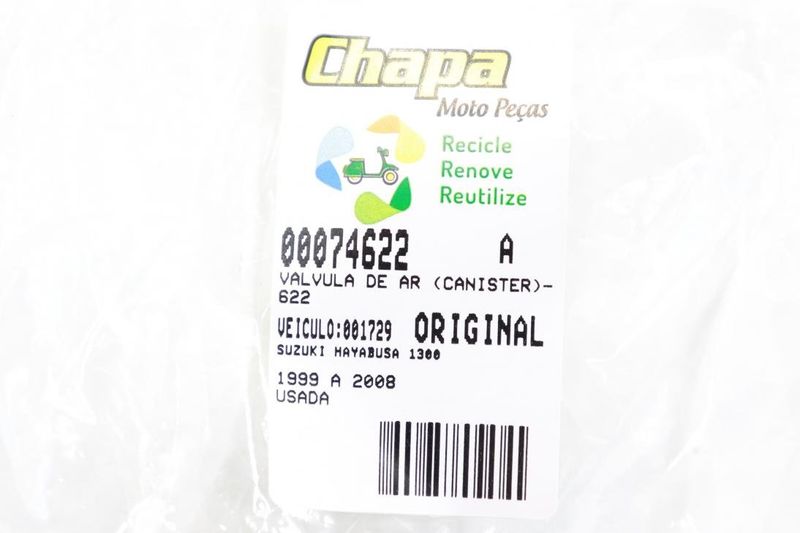 Chapa
Moto Peças
Recicle
Renove
Reutilize
00074622 A
VALVULA DE AR (CANISTER)-
622
VEICULO:001729 ORIGINAL
SUZUKI HAYABUSA 1300
1999 A 2008
USADA